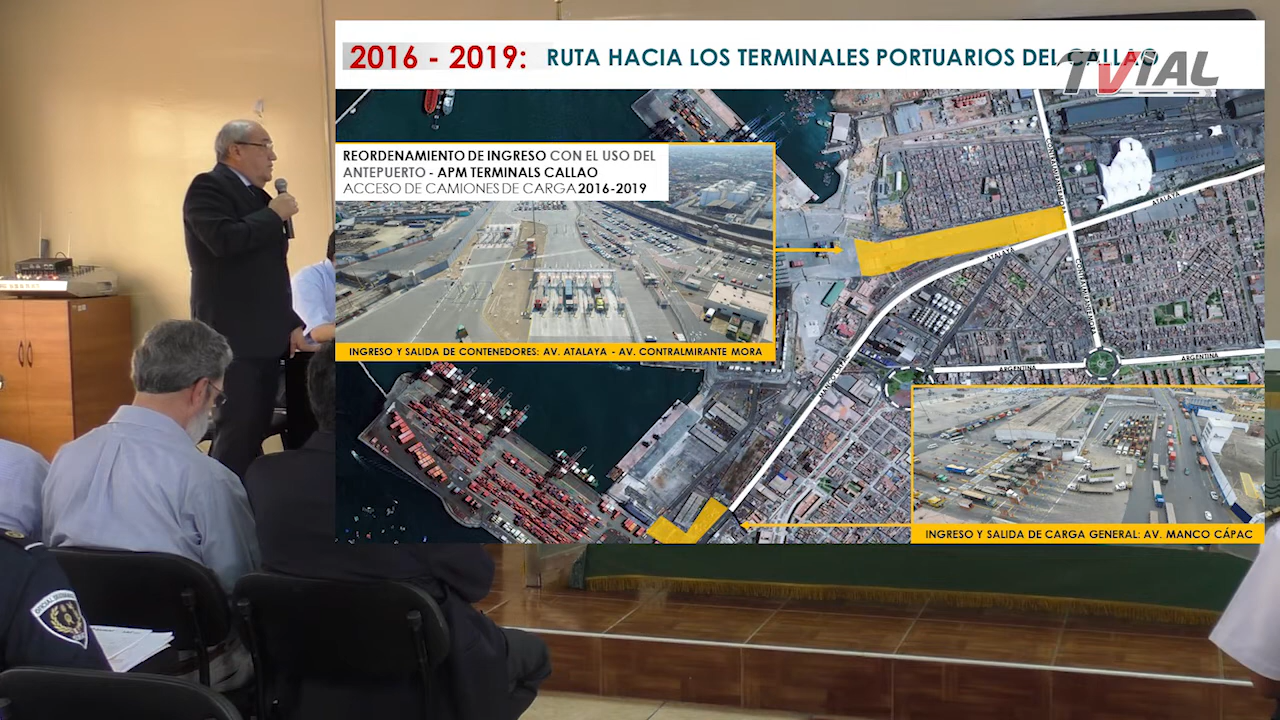 2016 - 2019: RUTA HACIA LOS TERMINALES PORTUARIOS DEL CALLAO
TVIAL
REORDENAMIENTO DE INGRESO CON EL USO DEL
ANTEPUERTO - APM TERMINALS CALLAO
ACCESO DE CAMIONES DE CARGA 2016-2019
INGRESO Y SALIDA DE CONTENEDORES: AV. ATALAYA - AV. CONTRALMIRANTE MORA
ATALAYA
ATALAYA
ARGENTINA
ARGENTINA
INGRESO Y SALIDA DE CARGA GENERAL: AV. MANCO CÁPAC